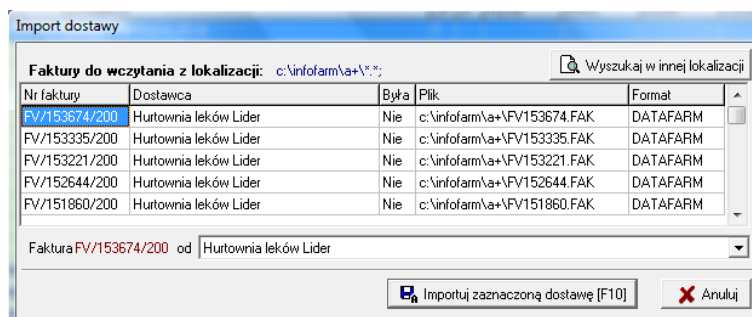 Import dostawy
Faktury do wczytania z lokalizacji: c:\infofarm\a+\*.*; Wyszukaj w innej lokalizacji
Nr faktury Dostawca Była Plik Format
FV/153674/200 Hurtownia leków Lider Nie c:\infofarm\a+\FV153674.FAK DATAFARM
FV/153335/200 Hurtownia leków Lider Nie c:\infofarm\a+\FV153335.FAK DATAFARM
FV/153221/200 Hurtownia leków Lider Nie c:\infofarm\a+\FV153221.FAK DATAFARM
FV/152644/200 Hurtownia leków Lider Nie c:\infofarm\a+\FV152644.FAK DATAFARM
FV/151860/200 Hurtownia leków Lider Nie c:\infofarm\a+\FV151860.FAK DATAFARM
Faktura FV/153674/200 od Hurtownia leków Lider
Importuj zaznaczoną dostawę [F10] Anuluj